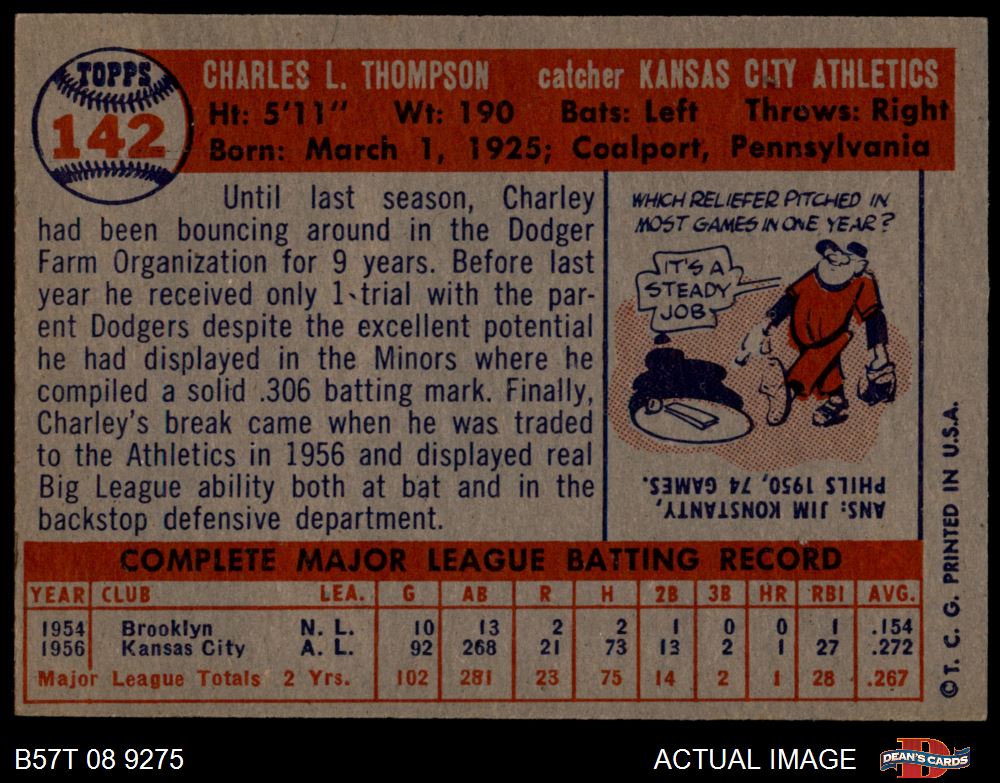 TOPPS
142
CHARLES L. THOMPSON catcher KANSAS CITY ATHLETICS
Ht: 5'11" Wt: 190 Bats: Left Throws: Right
Born: March 1, 1925; Coalport, Pennsylvania
Until last season, Charley
had been bouncing around in the Dodger
Farm Organization for 9 years. Before last
year he received only 1 trial with the par-
ent Dodgers despite the excellent potential
he had displayed in the Minors where he
compiled a solid .306 batting mark. Finally,
Charley's break came when he was traded
to the Athletics in 1956 and displayed real
Big League ability both at bat and in the
backstop defensive department.
WHICH RELIEFER PITCHED IN
MOST GAMES IN ONE YEAR?
IT'S A
STEADY
JOB
ANS: JIM KONSTANTY,
PHILS 1950, 74 GAMES.
COMPLETE MAJOR LEAGUE BATTING RECORD
YEAR CLUB LEA. G AB R H 2B 3B HR RBI AVG.
1954 Brooklyn N. L. 10 13 2 2 1 0 0 1 .154
1956 Kansas City A. L. 92 268 21 73 13 2 1 27 .272
Major League Totals 2 Yrs. 102 281 23 75 14 2 1 28 .267
© T. C. G. PRINTED IN U.S.A.
B57T 08 9275
ACTUAL IMAGE
DEAN'S CARDS